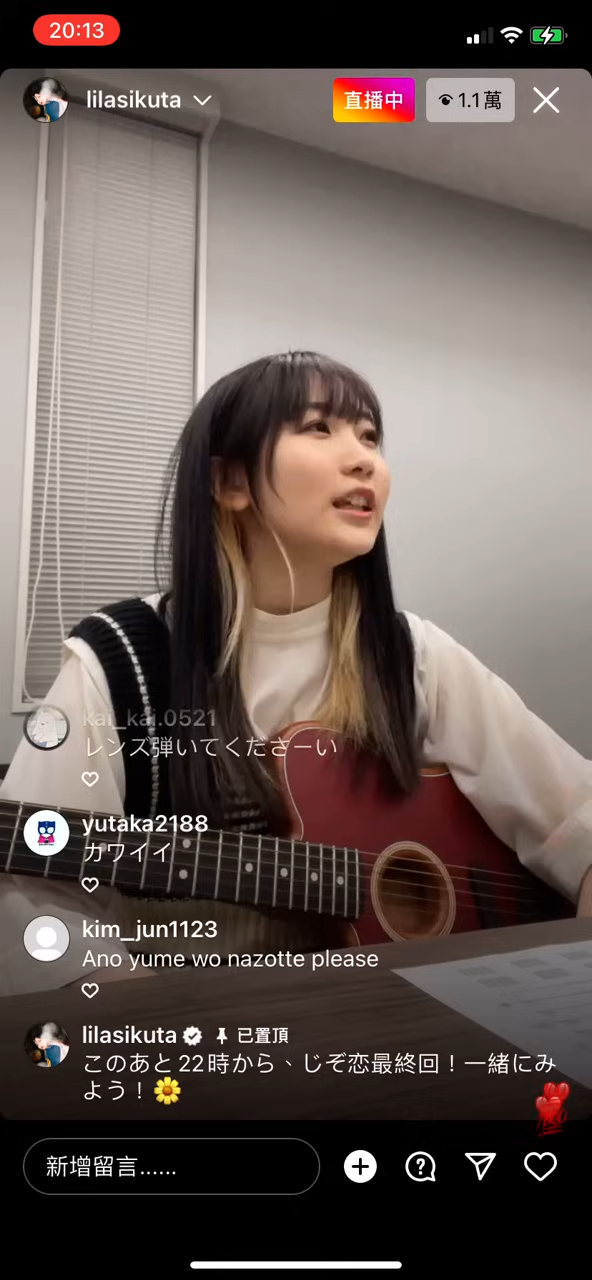 20:13
lilasikuta
直播中
1.1萬
kai_kai.0521
レンズ弾いてくださーい
yutaka2188
カワイイ
kim_jun1123
Ano yume wo nazotte please
lilasikuta 已置頂
このあと22時から、じぞ恋最終回！一緒にみ
よう！🌼
新增留言……